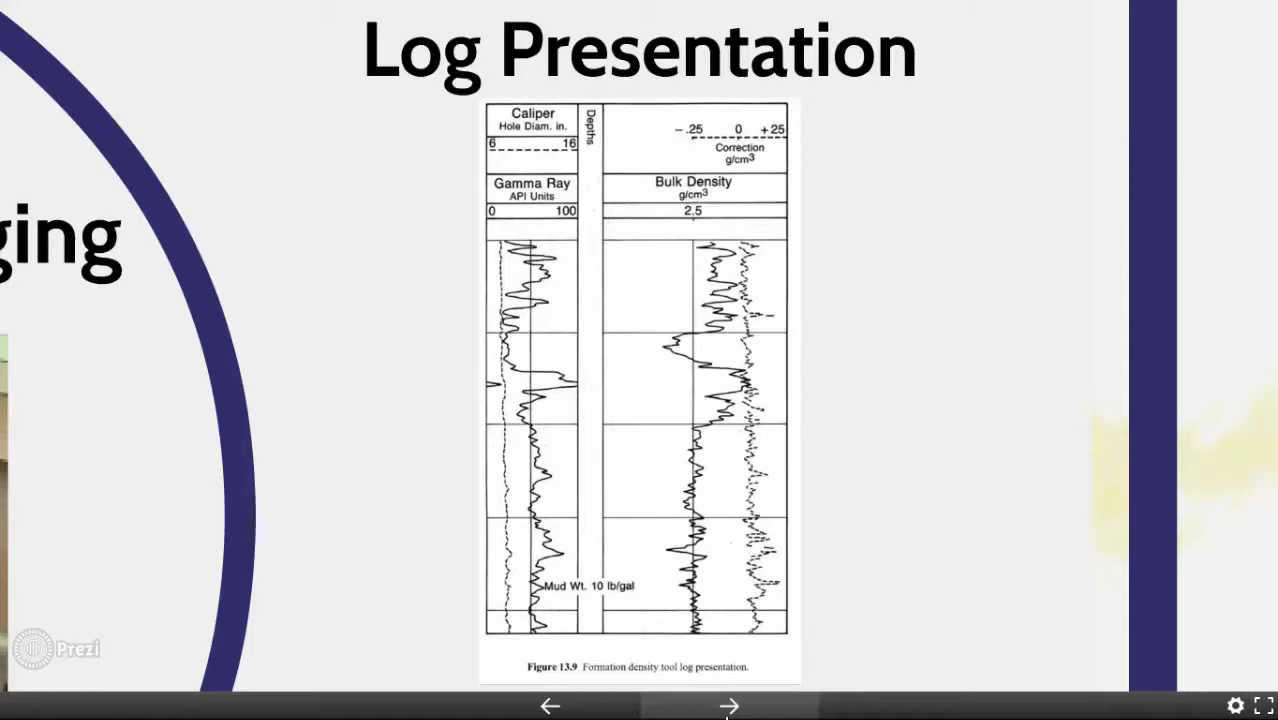 Log Presentation
ging
Caliper
Hole Diam. in.
6 16
Depths
- .25 0 +25
Correction
g/cm3
Gamma Ray
API Units
0 100
Bulk Density
g/cm3
2.5
Mud Wt. 10 lb/gal
Figure 13.9 Formation density tool log presentation.
Prezi